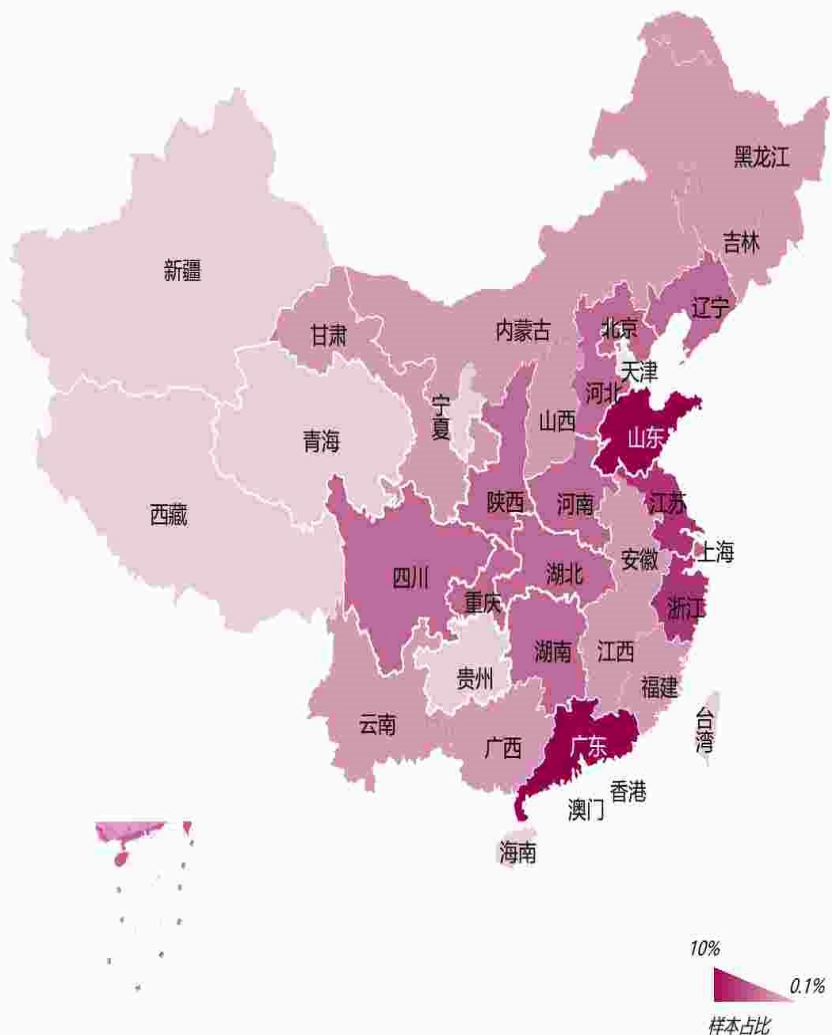 黑龙江
吉林
新疆
辽宁
甘肃
内蒙古
北京
天津
河北
宁夏
山西
山东
青海
陕西
河南
江苏
西藏
上海
安徽
四川
湖北
重庆
浙江
湖南
江西
贵州
福建
云南
广西
广东
台湾
香港
澳门
海南
10%
0.1%
样本占比